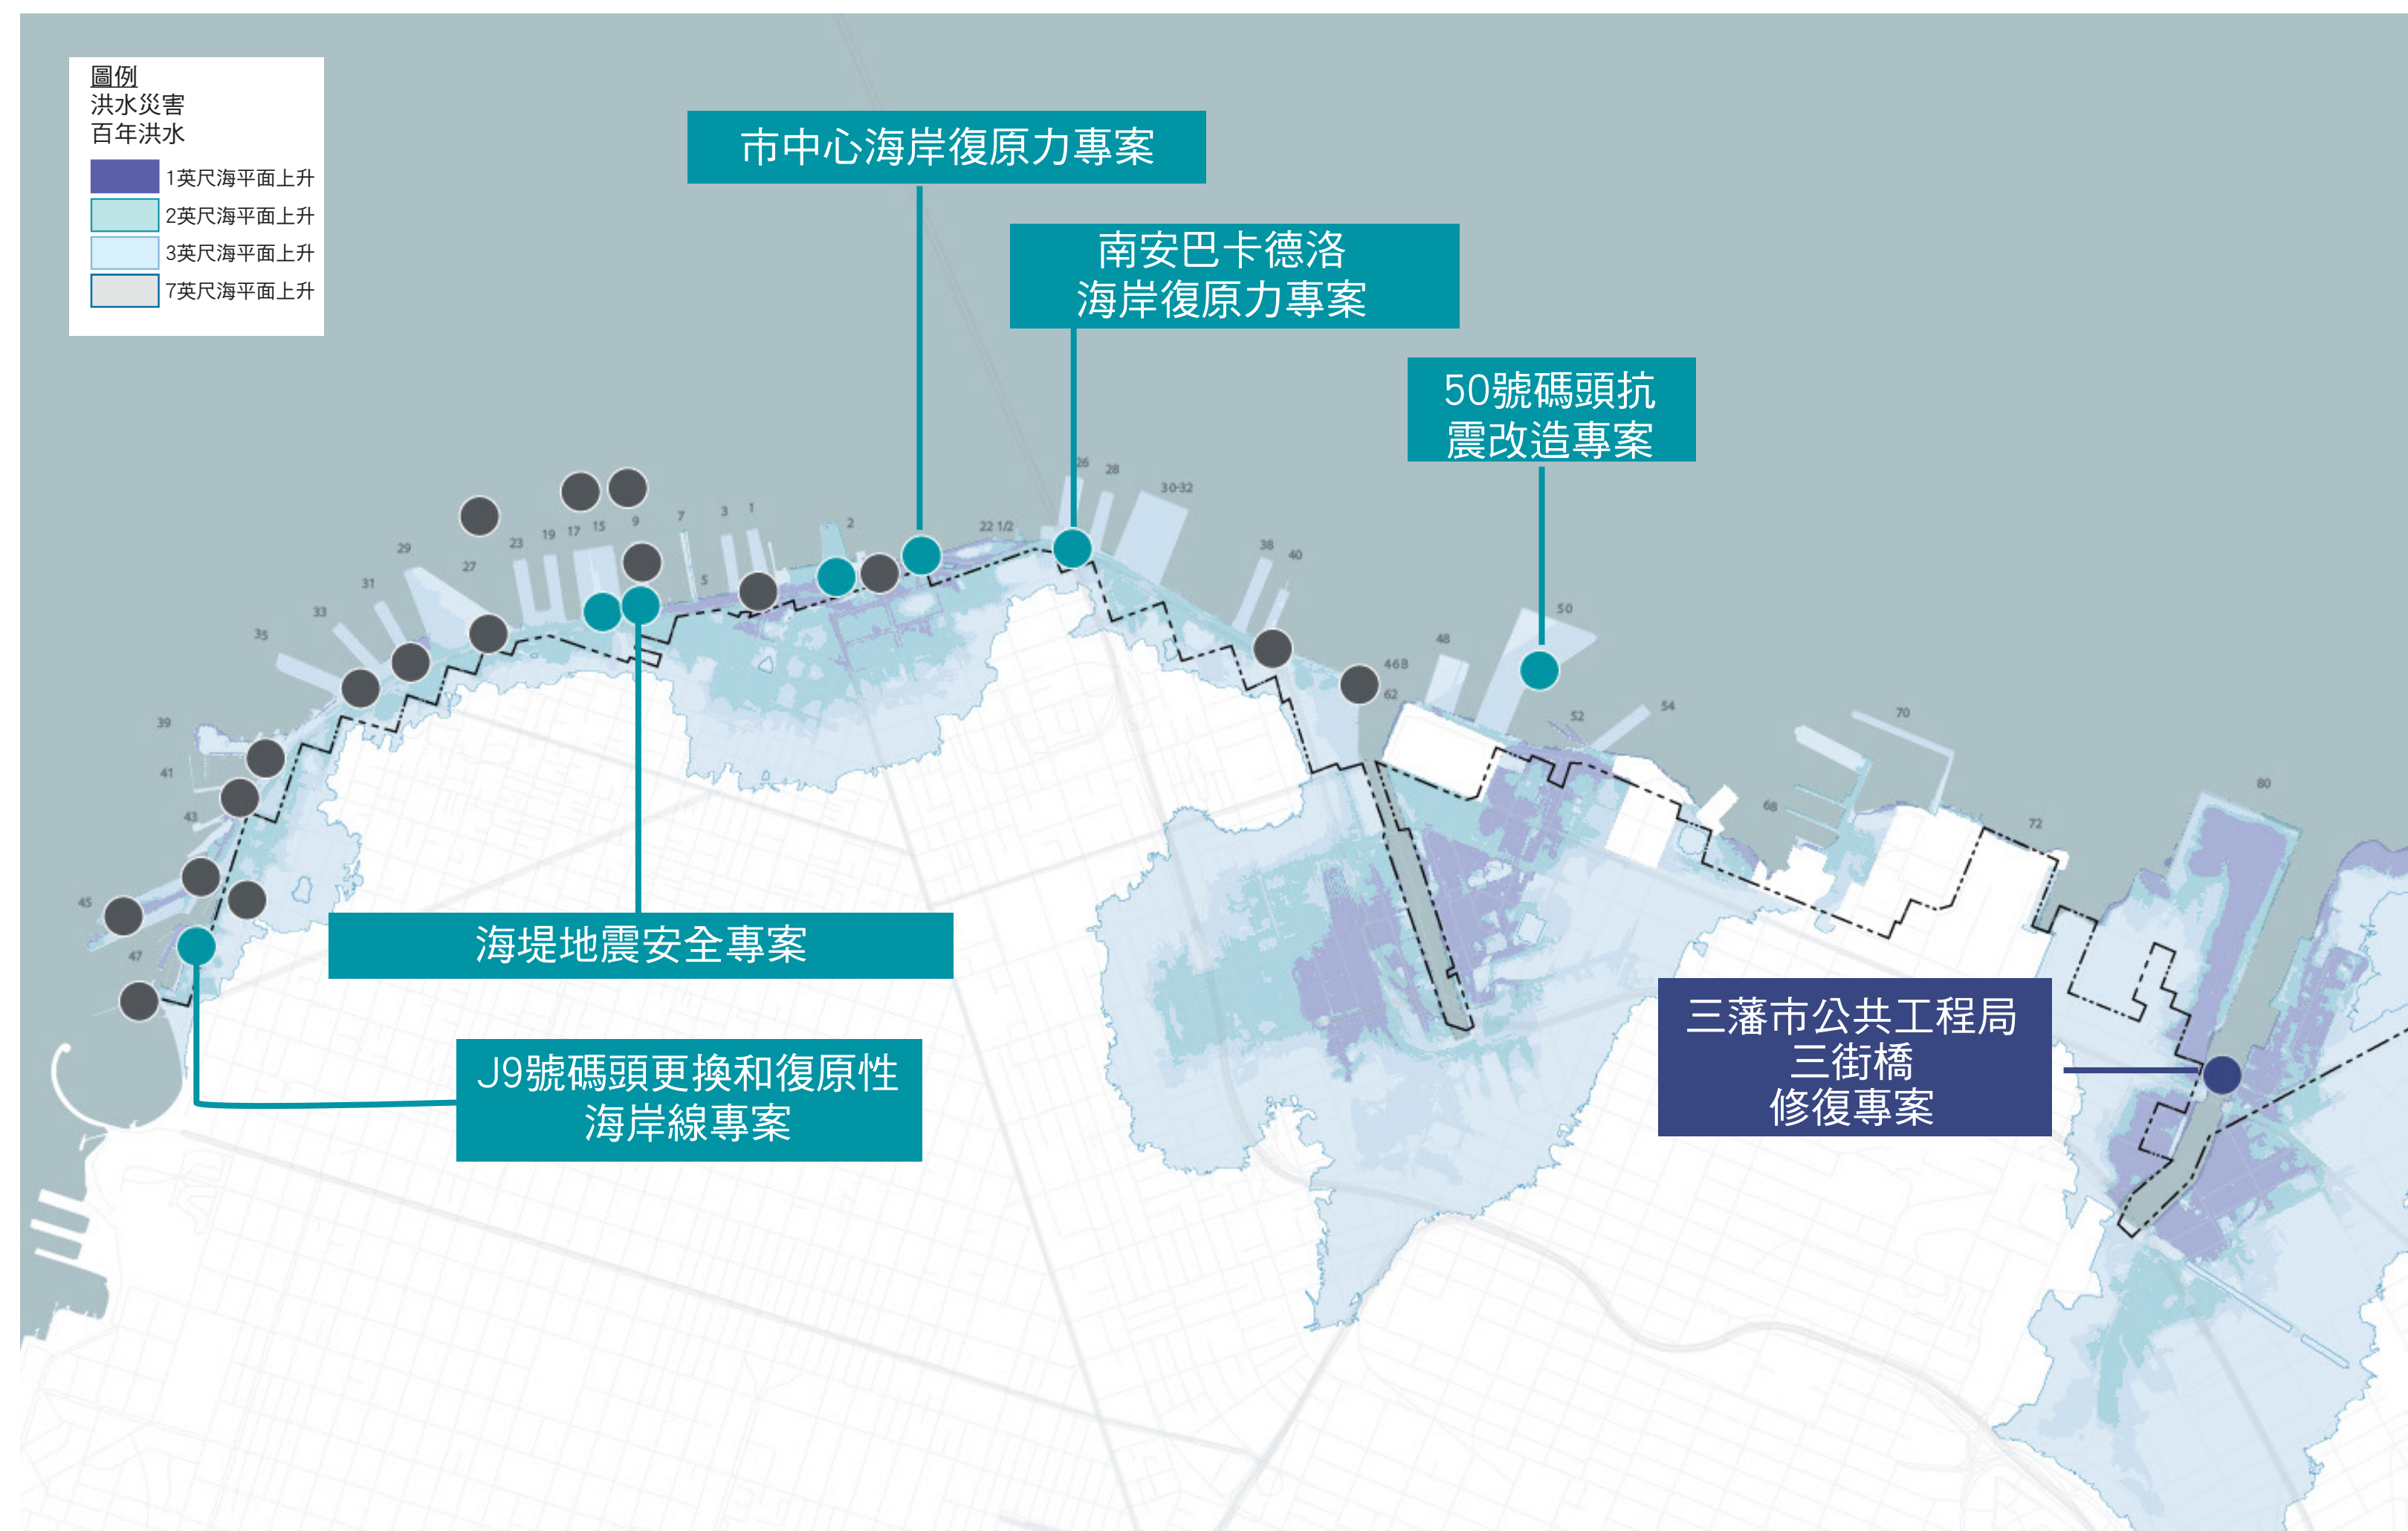 圖例
洪水災害
百年洪水
1英尺海平面上升
2英尺海平面上升
3英尺海平面上升
7英尺海平面上升
市中心海岸復原力專案
南安巴卡德洛
海岸復原力專案
50號碼頭抗
震改造專案
海堤地震安全專案
J9號碼頭更換和復原性
海岸線專案
三藩市公共工程局
三街橋
修復專案
47
45
43
41
39
35
33
31
29
27
23
19
17
15
9
7
5
3
1
2
22 1/2
26
28
30-32
38
40
46B
62
48
50
52
54
68
70
72
80